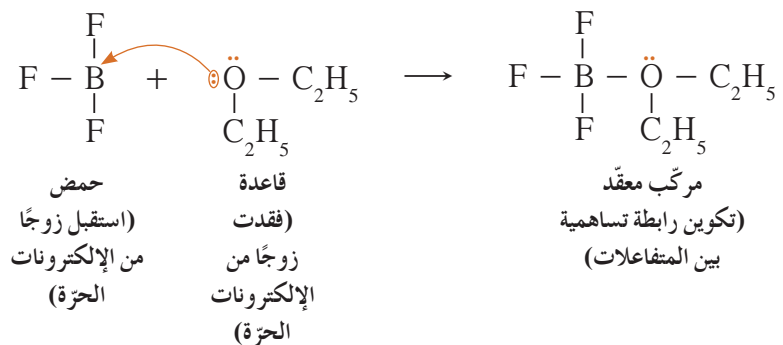 F
F – B + Ö – C₂H₅ ⟶ F – B – Ö – C₂H₅
F
C₂H₅
F
F
C₂H₅
حمض
(استقبل زوجًا
من الإلكترونات
الحرّة)
قاعدة
(فقدت
زوجًا من
الإلكترونات
الحرّة)
مركّب معقّد
(تكوين رابطة تساهمية
بين المتفاعلات)